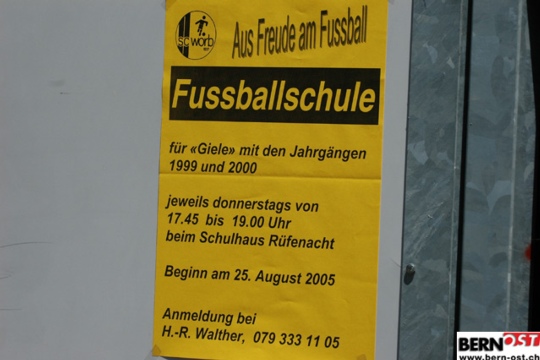 sc worb
Aus Freude am Fussball
Fussballschule
für «Giele» mit den Jahrgängen
1999 und 2000
jeweils donnerstags von
17.45 bis 19.00 Uhr
beim Schulhaus Rüfenacht
Beginn am 25. August 2005
Anmeldung bei
H.-R. Walther, 079 333 11 05
BERNOST.ch
www.bern-ost.ch